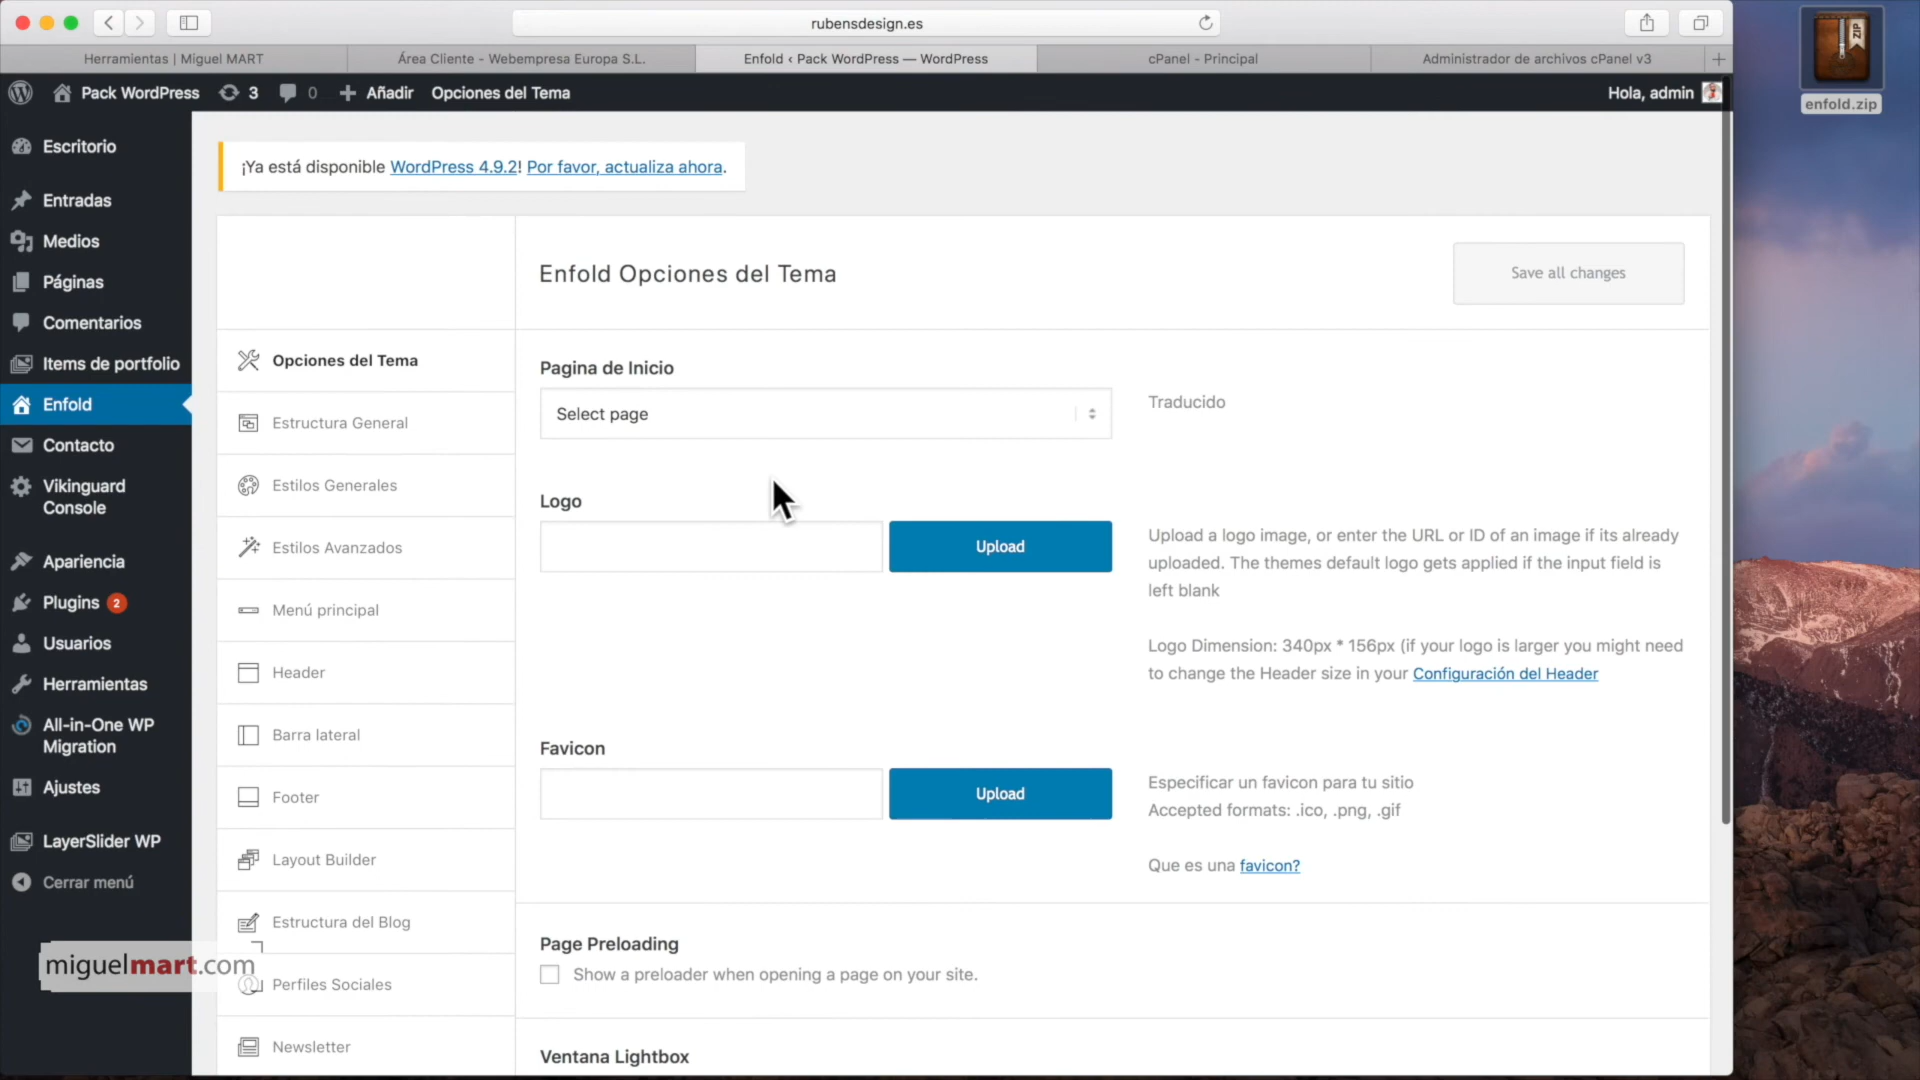 rubensdesign.es
Herramientas | Miguel MART
Área Cliente - Webempresa Europa S.L.
Enfold ‹ Pack WordPress — WordPress
cPanel - Principal
Administrador de archivos cPanel v3
ZIP
enfold.zip
Pack WordPress
3
0
Añadir
Opciones del Tema
Hola, admin
Escritorio
Entradas
Medios
Páginas
Comentarios
Items de portfolio
Enfold
Contacto
Vikinguard
Console
Apariencia
Plugins 2
Usuarios
Herramientas
All-in-One WP
Migration
Ajustes
LayerSlider WP
Cerrar menú
miguelmart.com
¡Ya está disponible WordPress 4.9.2! Por favor, actualiza ahora.
Enfold Opciones del Tema
Save all changes
Opciones del Tema
Estructura General
Estilos Generales
Estilos Avanzados
Menú principal
Header
Barra lateral
Footer
Layout Builder
Estructura del Blog
Perfiles Sociales
Newsletter
Pagina de Inicio
Select page
Traducido
Logo
Upload
Upload a logo image, or enter the URL or ID of an image if its already
uploaded. The themes default logo gets applied if the input field is
left blank
Logo Dimension: 340px * 156px (if your logo is larger you might need
to change the Header size in your Configuración del Header
Favicon
Upload
Especificar un favicon para tu sitio
Accepted formats: .ico, .png, .gif
Que es una favicon?
Page Preloading
Show a preloader when opening a page on your site.
Ventana Lightbox